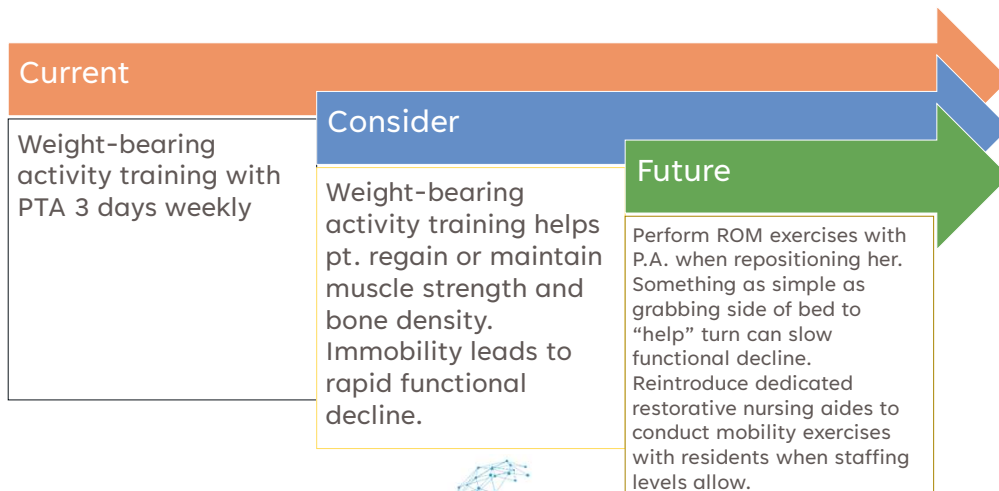 Current
Weight-bearing
activity training with
PTA 3 days weekly
Consider
Weight-bearing
activity training helps
pt. regain or maintain
muscle strength and
bone density.
Immobility leads to
rapid functional
decline.
Future
Perform ROM exercises with
P.A. when repositioning her.
Something as simple as
grabbing side of bed to
“help” turn can slow
functional decline.
Reintroduce dedicated
restorative nursing aides to
conduct mobility exercises
with residents when staffing
levels allow.